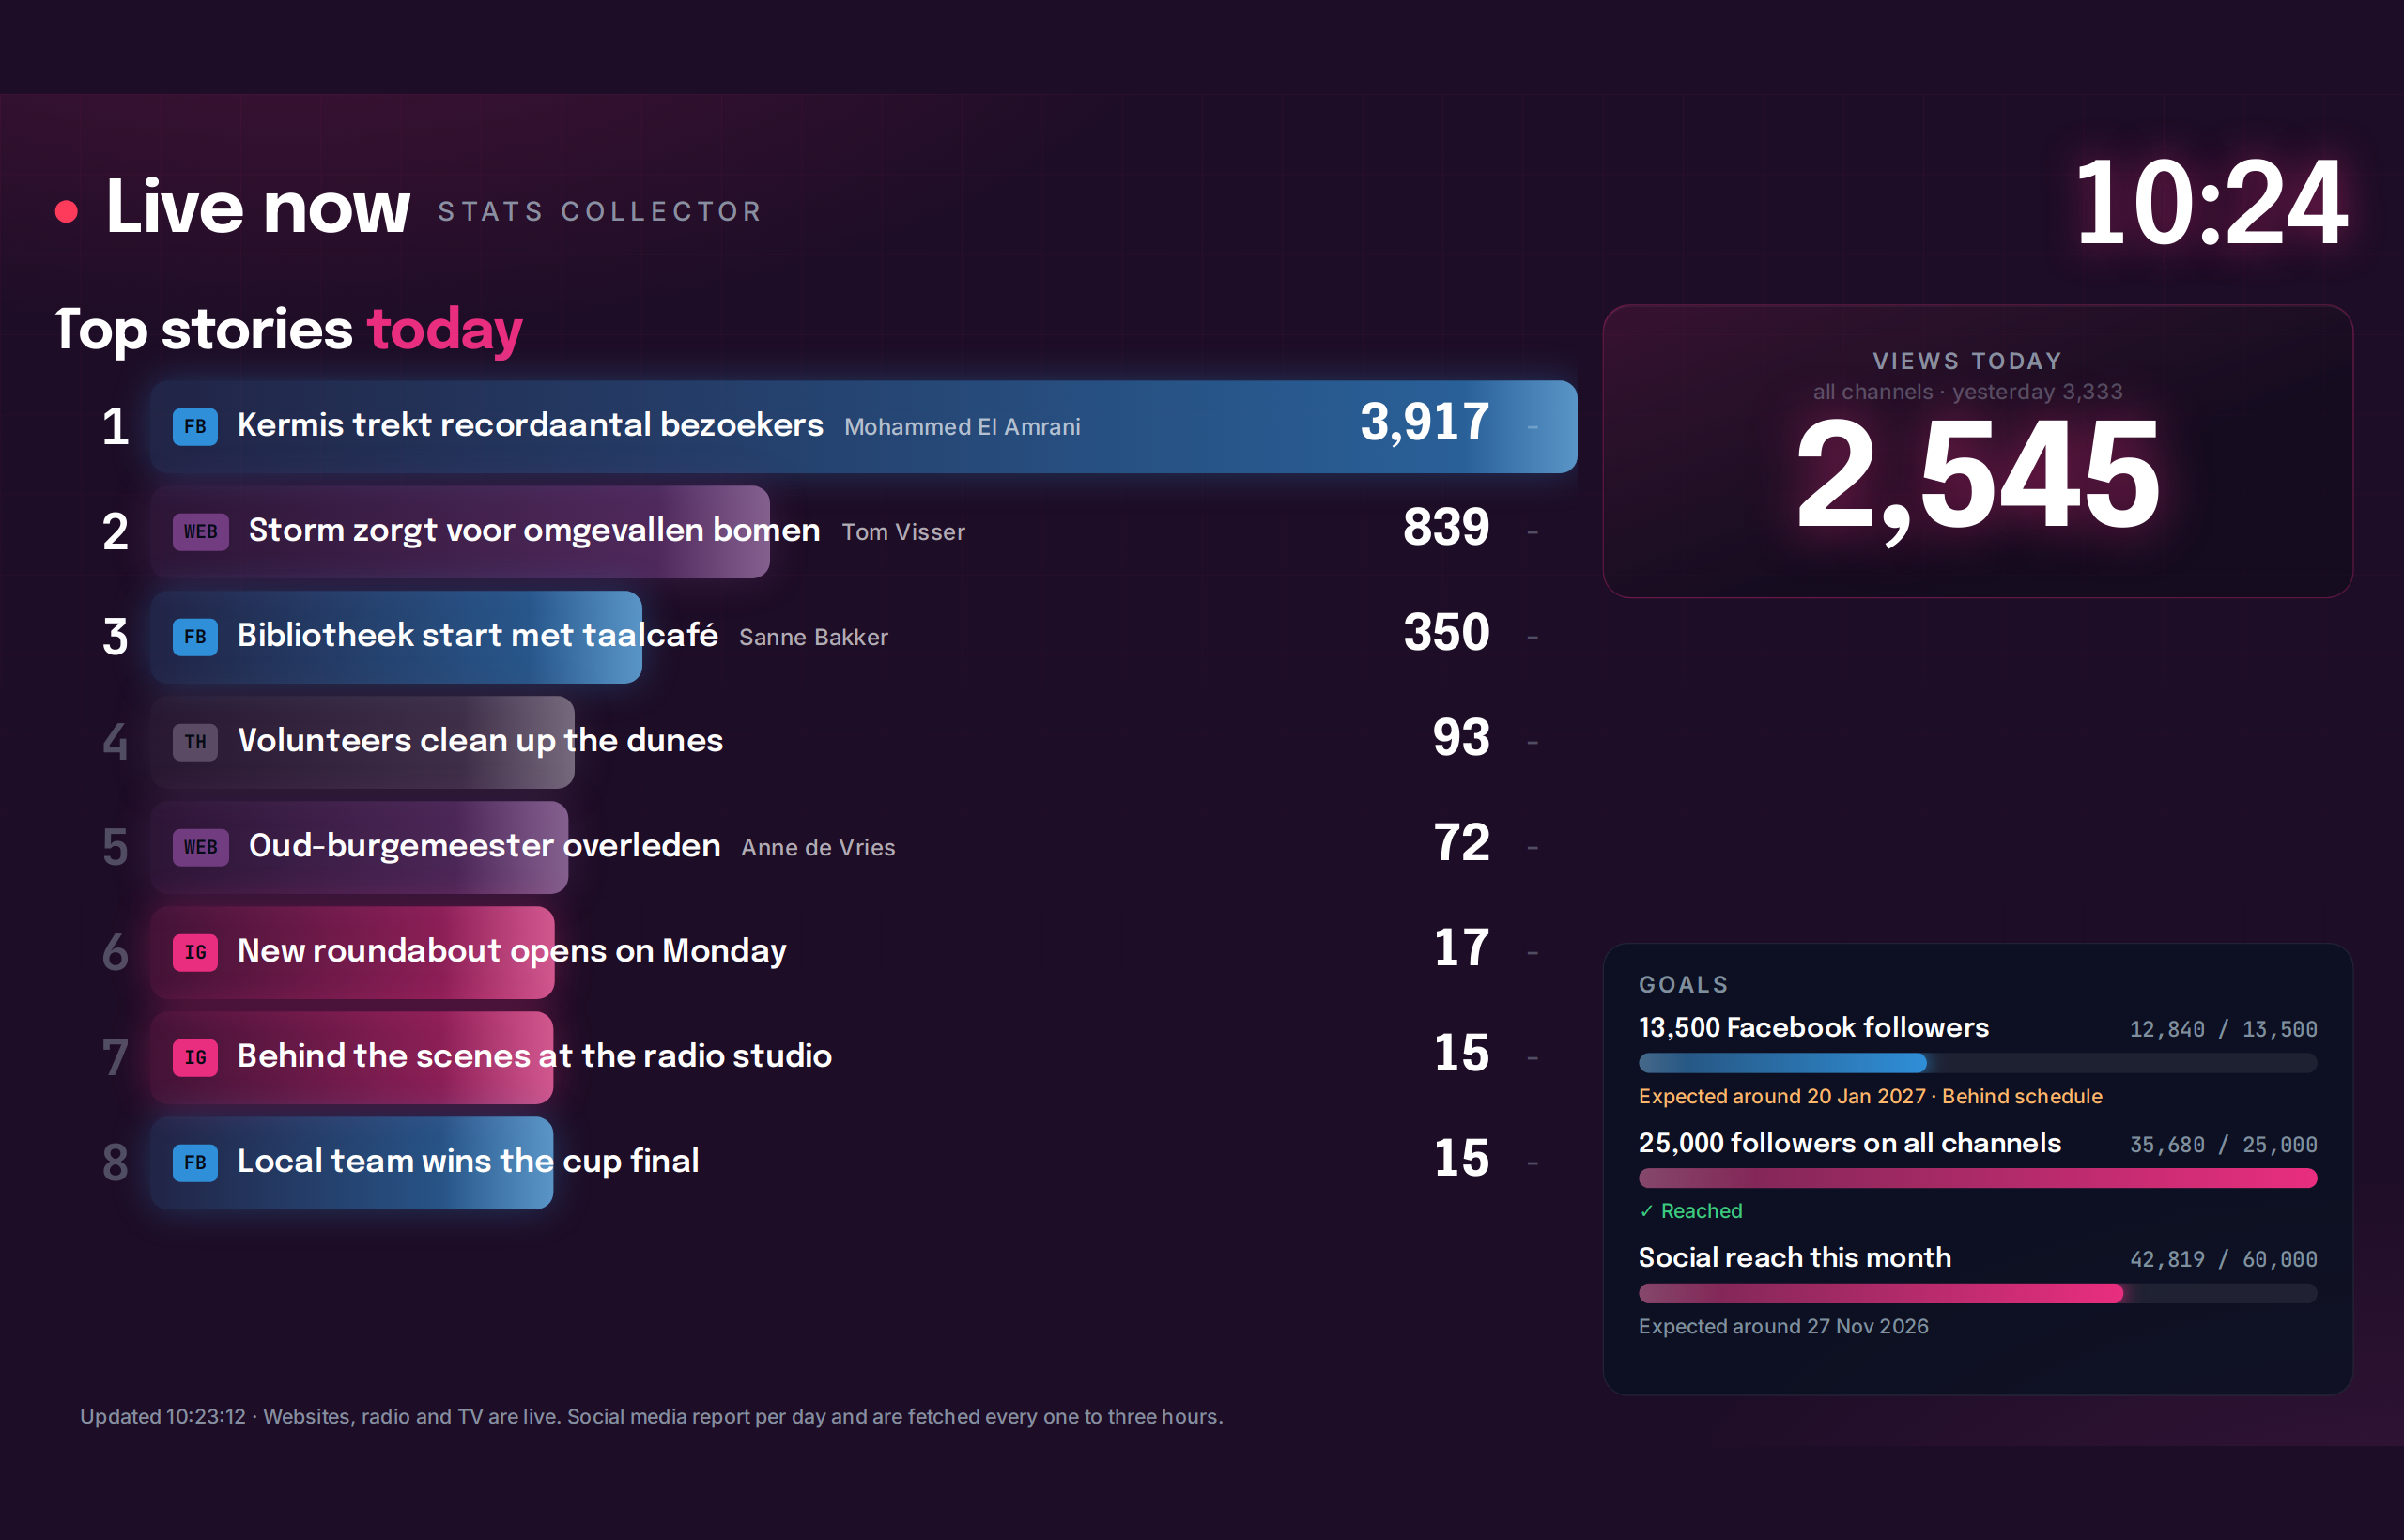 Live now STATS COLLECTOR
10:24
Top stories today
1 FB Kermis trekt recordaantal bezoekers Mohammed El Amrani 3,917 -
2 WEB Storm zorgt voor omgevallen bomen Tom Visser 839 -
3 FB Bibliotheek start met taalcafé Sanne Bakker 350 -
4 TH Volunteers clean up the dunes 93 -
5 WEB Oud-burgemeester overleden Anne de Vries 72 -
6 IG New roundabout opens on Monday 17 -
7 IG Behind the scenes at the radio studio 15 -
8 FB Local team wins the cup final 15 -
VIEWS TODAY
all channels · yesterday 3,333
2,545
GOALS
13,500 Facebook followers 12,840 / 13,500
Expected around 20 Jan 2027 · Behind schedule
25,000 followers on all channels 35,680 / 25,000
✓ Reached
Social reach this month 42,819 / 60,000
Expected around 27 Nov 2026
Updated 10:23:12 · Websites, radio and TV are live. Social media report per day and are fetched every one to three hours.